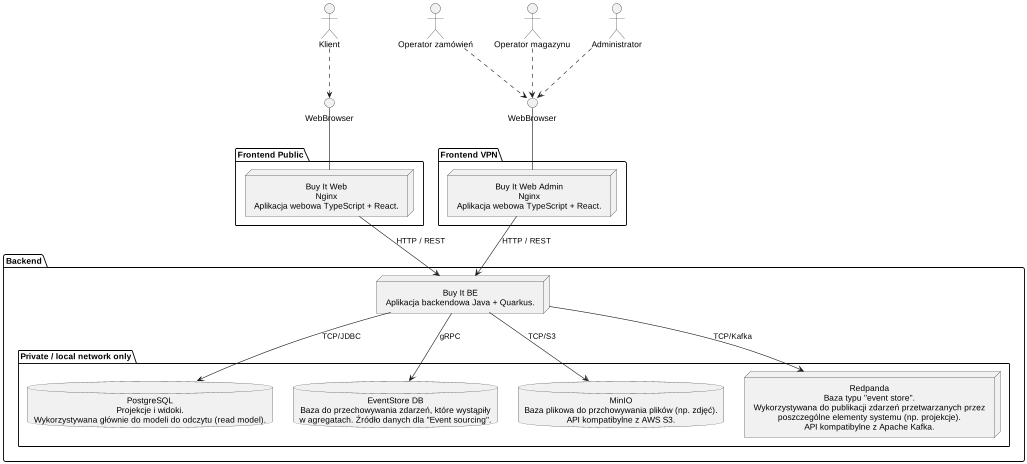 Klient
Operator zamówień
Operator magazynu
Administrator
WebBrowser
WebBrowser
Frontend Public
Buy It Web
Nginx
Aplikacja webowa TypeScript + React.
Frontend VPN
Buy It Web Admin
Nginx
Aplikacja webowa TypeScript + React.
HTTP / REST
HTTP / REST
Backend
Buy It BE
Aplikacja backendowa Java + Quarkus.
TCP/JDBC
gRPC
TCP/S3
TCP/Kafka
Private / local network only
PostgreSQL
Projekcje i widoki.
Wykorzystywana głównie do modeli do odczytu (read model).
EventStore DB
Baza do przechowywania zdarzeń, które wystąpiły
w agregatach. Źródło danych dla "Event sourcing".
MinIO
Baza plikowa do przchowywania plików (np. zdjęć).
API kompatybilne z AWS S3.
Redpanda
Baza typu "event store".
Wykorzystywana do publikacji zdarzeń przetwarzanych przez
poszczególne elementy systemu (np. projekcje).
API kompatybilne z Apache Kafka.